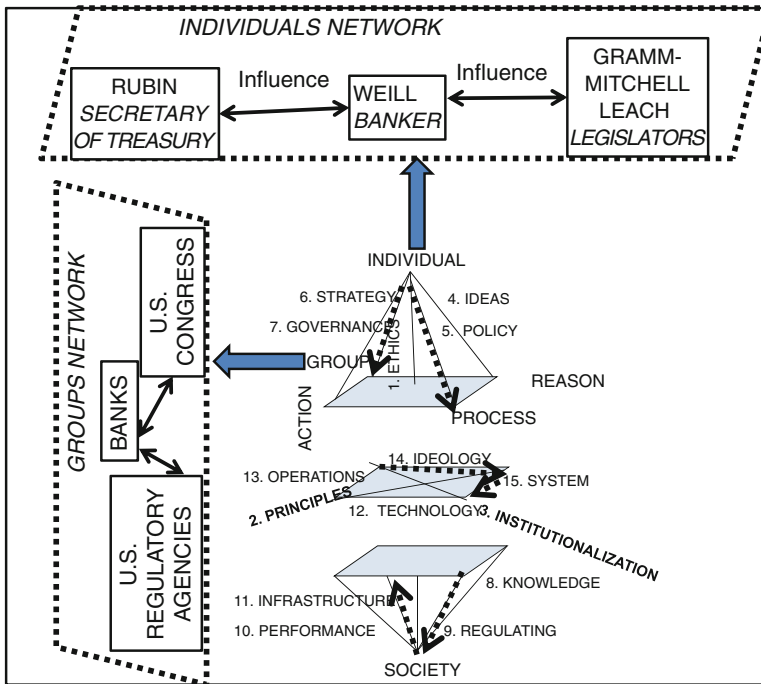 INDIVIDUALS NETWORK
RUBIN
SECRETARY
OF TREASURY
Influence
WEILL
BANKER
Influence
GRAMM-
MITCHELL
LEACH
LEGISLATORS
GROUPS NETWORK
U.S.
CONGRESS
BANKS
U.S.
REGULATORY
AGENCIES
INDIVIDUAL
6. STRATEGY
4. IDEAS
7. GOVERNANCE
5. POLICY
1. ETHICS
GROUP
REASON
ACTION
PROCESS
14. IDEOLOGY
13. OPERATIONS
15. SYSTEM
2. PRINCIPLES
12. TECHNOLOGY
3. INSTITUTIONALIZATION
8. KNOWLEDGE
11. INFRASTRUCTURE
10. PERFORMANCE
9. REGULATING
SOCIETY